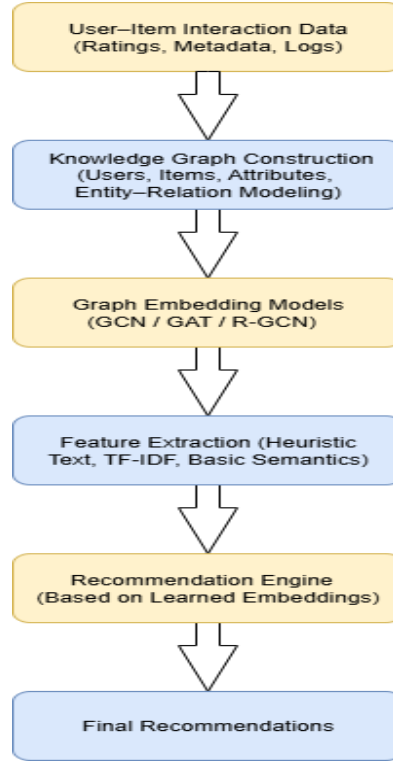 User–Item Interaction Data
(Ratings, Metadata, Logs)
Knowledge Graph Construction
(Users, Items, Attributes,
Entity–Relation Modeling)
Graph Embedding Models
(GCN / GAT / R-GCN)
Feature Extraction (Heuristic
Text, TF-IDF, Basic Semantics)
Recommendation Engine
(Based on Learned Embeddings)
Final Recommendations